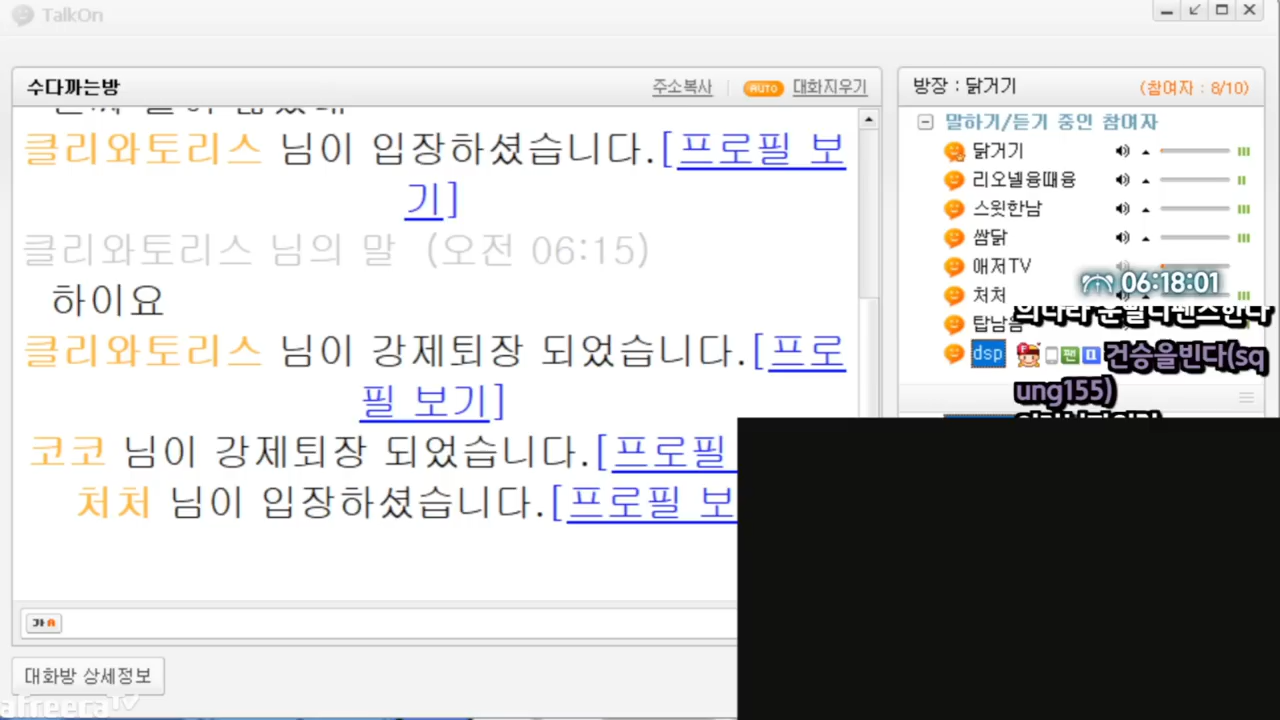 TalkOn
수다까는방
주소복사
AUTO
대화지우기
클리와토리스 님이 입장하셨습니다.[프로필 보
기]
클리와토리스 님의 말 (오전 06:15)
하이요
클리와토리스 님이 강제퇴장 되었습니다.[프로
필 보기]
코코 님이 강제퇴장 되었습니다.[프로필
처처 님이 입장하셨습니다.[프로필 보
가
대화방 상세정보
afreecaTV
방장 : 닭거기
(참여자 : 8/10)
말하기/듣기 중인 참여자
닭거기
리오넬융때융
스윗한남
쌈닭
애저TV
06:18:01
처처
탑남음
dsp
팬
건승을빈다(sq
ung155)